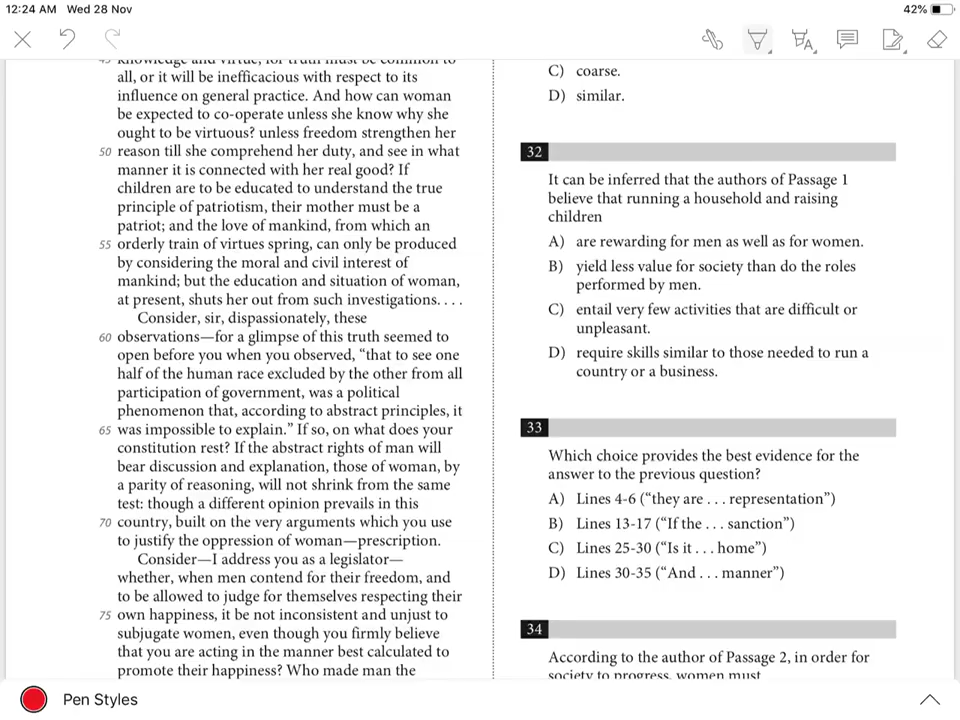 12:24 AM Wed 28 Nov
42%
45 knowledge and virtue, for truth must be common to
all, or it will be inefficacious with respect to its
influence on general practice. And how can woman
be expected to co-operate unless she know why she
ought to be virtuous? unless freedom strengthen her
50 reason till she comprehend her duty, and see in what
manner it is connected with her real good? If
children are to be educated to understand the true
principle of patriotism, their mother must be a
patriot; and the love of mankind, from which an
55 orderly train of virtues spring, can only be produced
by considering the moral and civil interest of
mankind; but the education and situation of woman,
at present, shuts her out from such investigations. . . .
Consider, sir, dispassionately, these
60 observations—for a glimpse of this truth seemed to
open before you when you observed, “that to see one
half of the human race excluded by the other from all
participation of government, was a political
phenomenon that, according to abstract principles, it
65 was impossible to explain.” If so, on what does your
constitution rest? If the abstract rights of man will
bear discussion and explanation, those of woman, by
a parity of reasoning, will not shrink from the same
test: though a different opinion prevails in this
70 country, built on the very arguments which you use
to justify the oppression of woman—prescription.
Consider—I address you as a legislator—
whether, when men contend for their freedom, and
to be allowed to judge for themselves respecting their
75 own happiness, it be not inconsistent and unjust to
subjugate women, even though you firmly believe
that you are acting in the manner best calculated to
promote their happiness? Who made man the
C) coarse.
D) similar.
32
It can be inferred that the authors of Passage 1
believe that running a household and raising
children
A) are rewarding for men as well as for women.
B) yield less value for society than do the roles
performed by men.
C) entail very few activities that are difficult or
unpleasant.
D) require skills similar to those needed to run a
country or a business.
33
Which choice provides the best evidence for the
answer to the previous question?
A) Lines 4-6 (“they are . . . representation”)
B) Lines 13-17 (“If the . . . sanction”)
C) Lines 25-30 (“Is it . . . home”)
D) Lines 30-35 (“And . . . manner”)
34
According to the author of Passage 2, in order for
society to progress, women must
Pen Styles